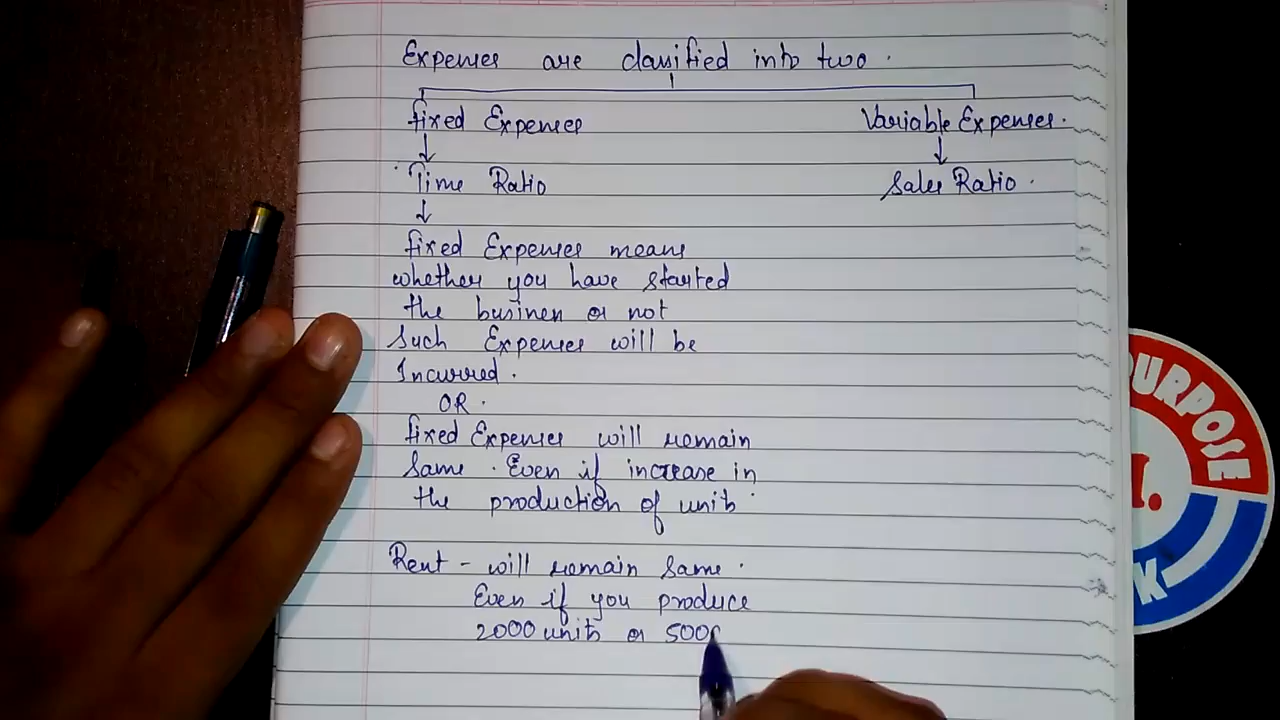 Expenses are classified into two.
fixed Expenses
Variable Expenses.
Time Ratio
Sales Ratio.
fixed Expenses means
whether you have started
the business or not
Such Expenses will be
Incurred.
OR.
fixed Expenses will remain
same. Even if increase in
the production of units.
Rent - will remain same.
Even if you produce
2000 units or 500
PURPOSE